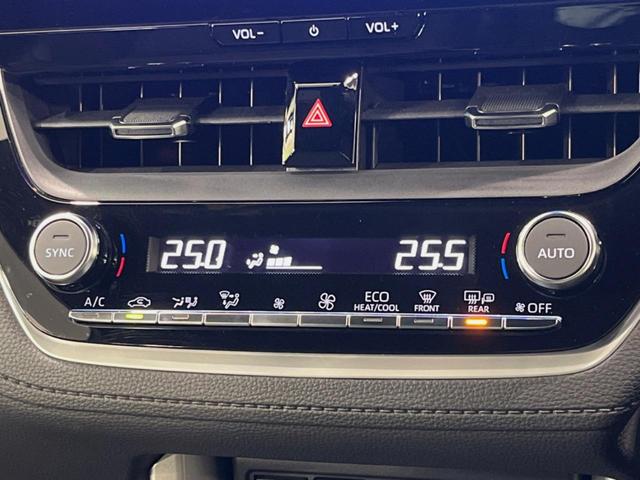 VOL- VOL+
SYNC 25.0 25.5 AUTO
A/C ECO HEAT/COOL FRONT REAR OFF